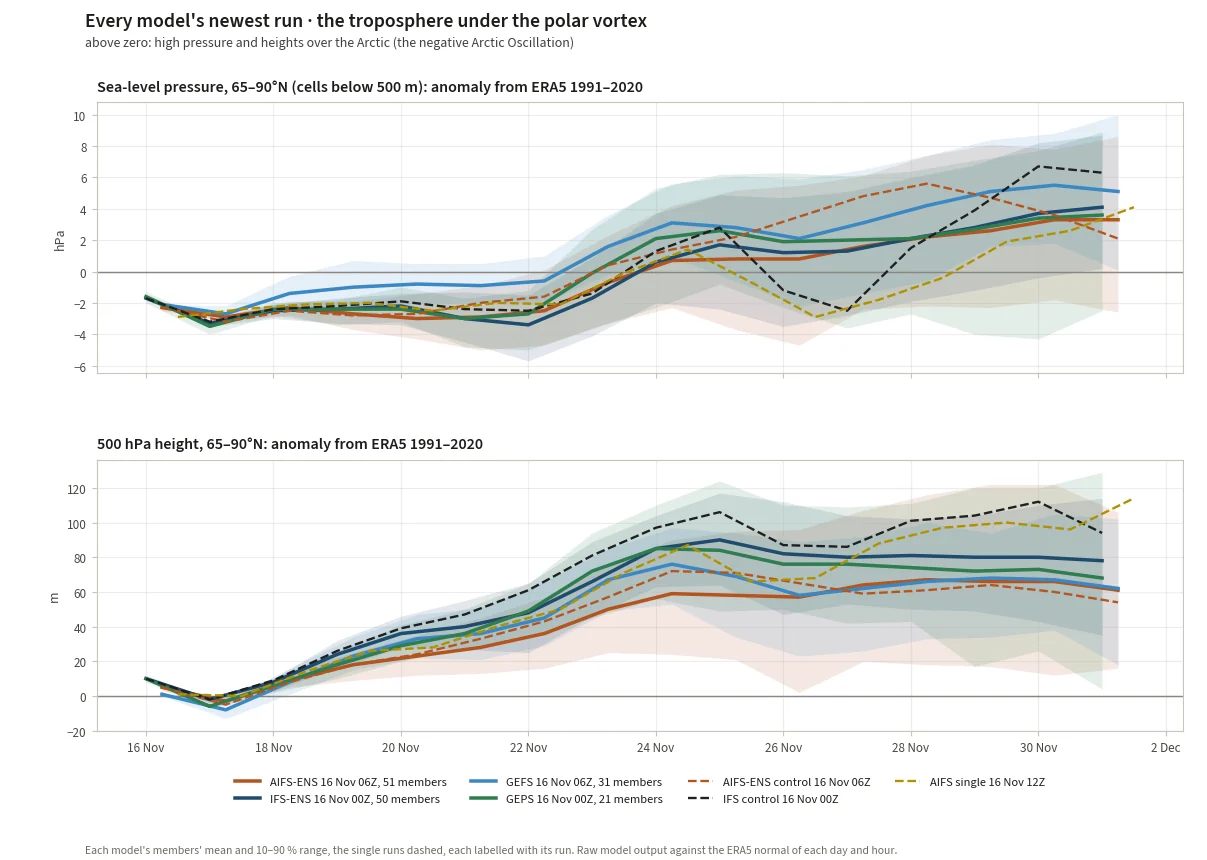 Every model's newest run · the troposphere under the polar vortex
above zero: high pressure and heights over the Arctic (the negative Arctic Oscillation)
Sea-level pressure, 65–90°N (cells below 500 m): anomaly from ERA5 1991–2020
10
8
6
4
2
0
−2
−4
−6
hPa
500 hPa height, 65–90°N: anomaly from ERA5 1991–2020
120
100
80
60
40
20
0
−20
m
16 Nov 18 Nov 20 Nov 22 Nov 24 Nov 26 Nov 28 Nov 30 Nov 2 Dec
AIFS-ENS 16 Nov 06Z, 51 members GEFS 16 Nov 06Z, 31 members AIFS-ENS control 16 Nov 06Z AIFS single 16 Nov 12Z
IFS-ENS 16 Nov 00Z, 50 members GEPS 16 Nov 00Z, 21 members IFS control 16 Nov 00Z
Each model's members' mean and 10–90 % range, the single runs dashed, each labelled with its run. Raw model output against the ERA5 normal of each day and hour.